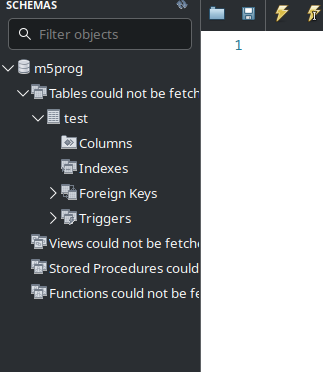 SCHEMAS
Filter objects
1
m5prog
Tables could not be fetch
test
Columns
Indexes
Foreign Keys
Triggers
Views could not be fetche
Stored Procedures could
Functions could not be fe